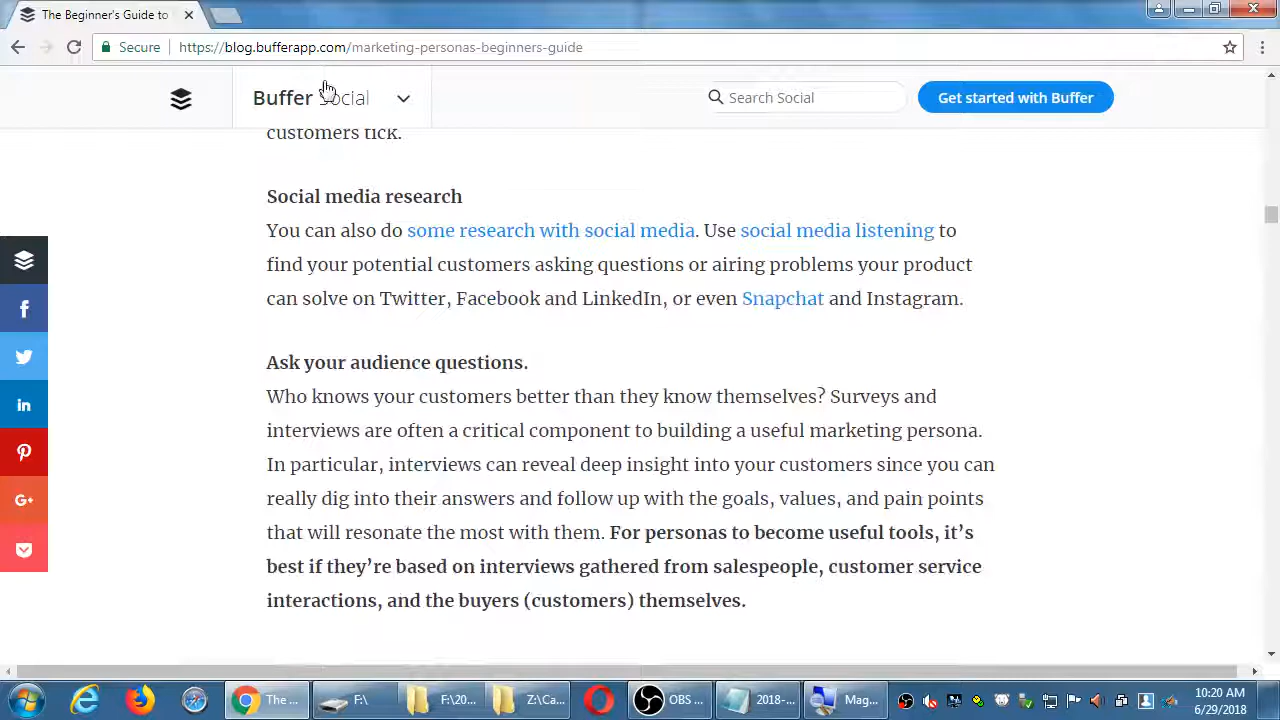 The Beginner's Guide to
Secure
https://blog.bufferapp.com/marketing-personas-beginners-guide
Buffer Social
Search Social
Get started with Buffer
customers tick.
Social media research
You can also do some research with social media. Use social media listening to
find your potential customers asking questions or airing problems your product
can solve on Twitter, Facebook and LinkedIn, or even Snapchat and Instagram.
Ask your audience questions.
Who knows your customers better than they know themselves? Surveys and
interviews are often a critical component to building a useful marketing persona.
In particular, interviews can reveal deep insight into your customers since you can
really dig into their answers and follow up with the goals, values, and pain points
that will resonate the most with them. For personas to become useful tools, it’s
best if they’re based on interviews gathered from salespeople, customer service
interactions, and the buyers (customers) themselves.
The ...
F:\
F:\20...
Z:\Ca...
OBS ...
2018-...
Mag...
10:20 AM
6/29/2018